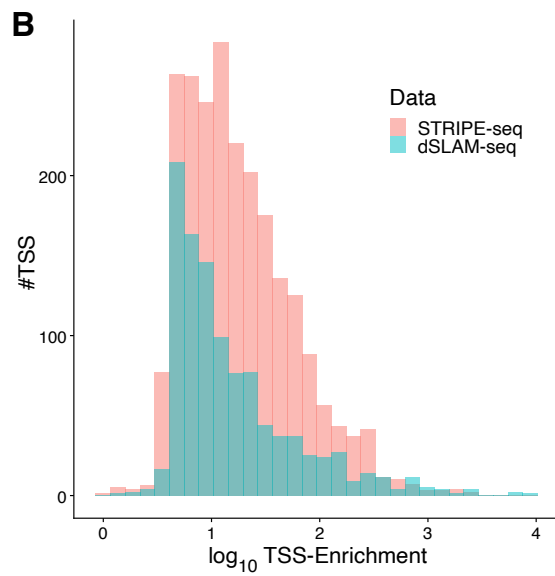 B
Data
STRIPE-seq
dSLAM-seq
#TSS
200
100
0
0 1 2 3 4
log₁₀ TSS-Enrichment